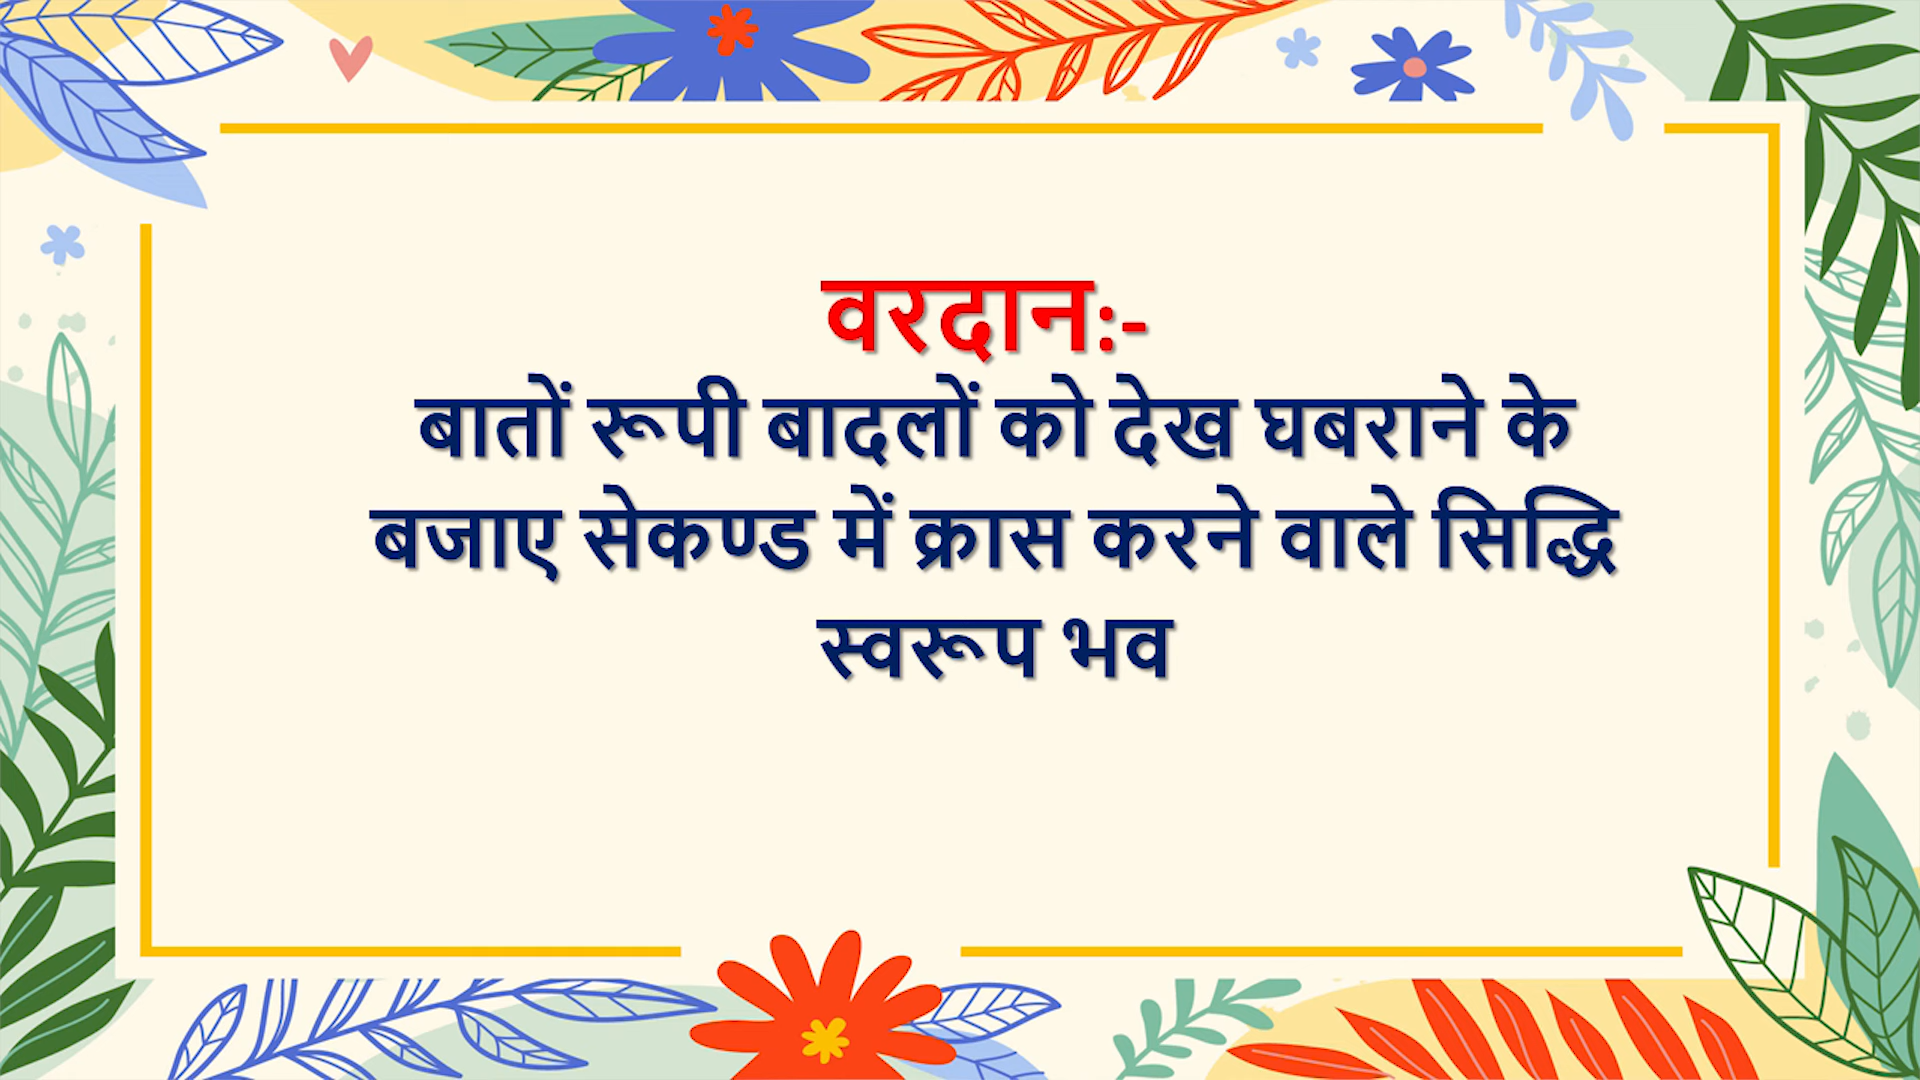 वरदान:-
बातों रूपी बादलों को देख घबराने के
बजाए सेकण्ड में क्रास करने वाले सिद्धि
स्वरूप भव